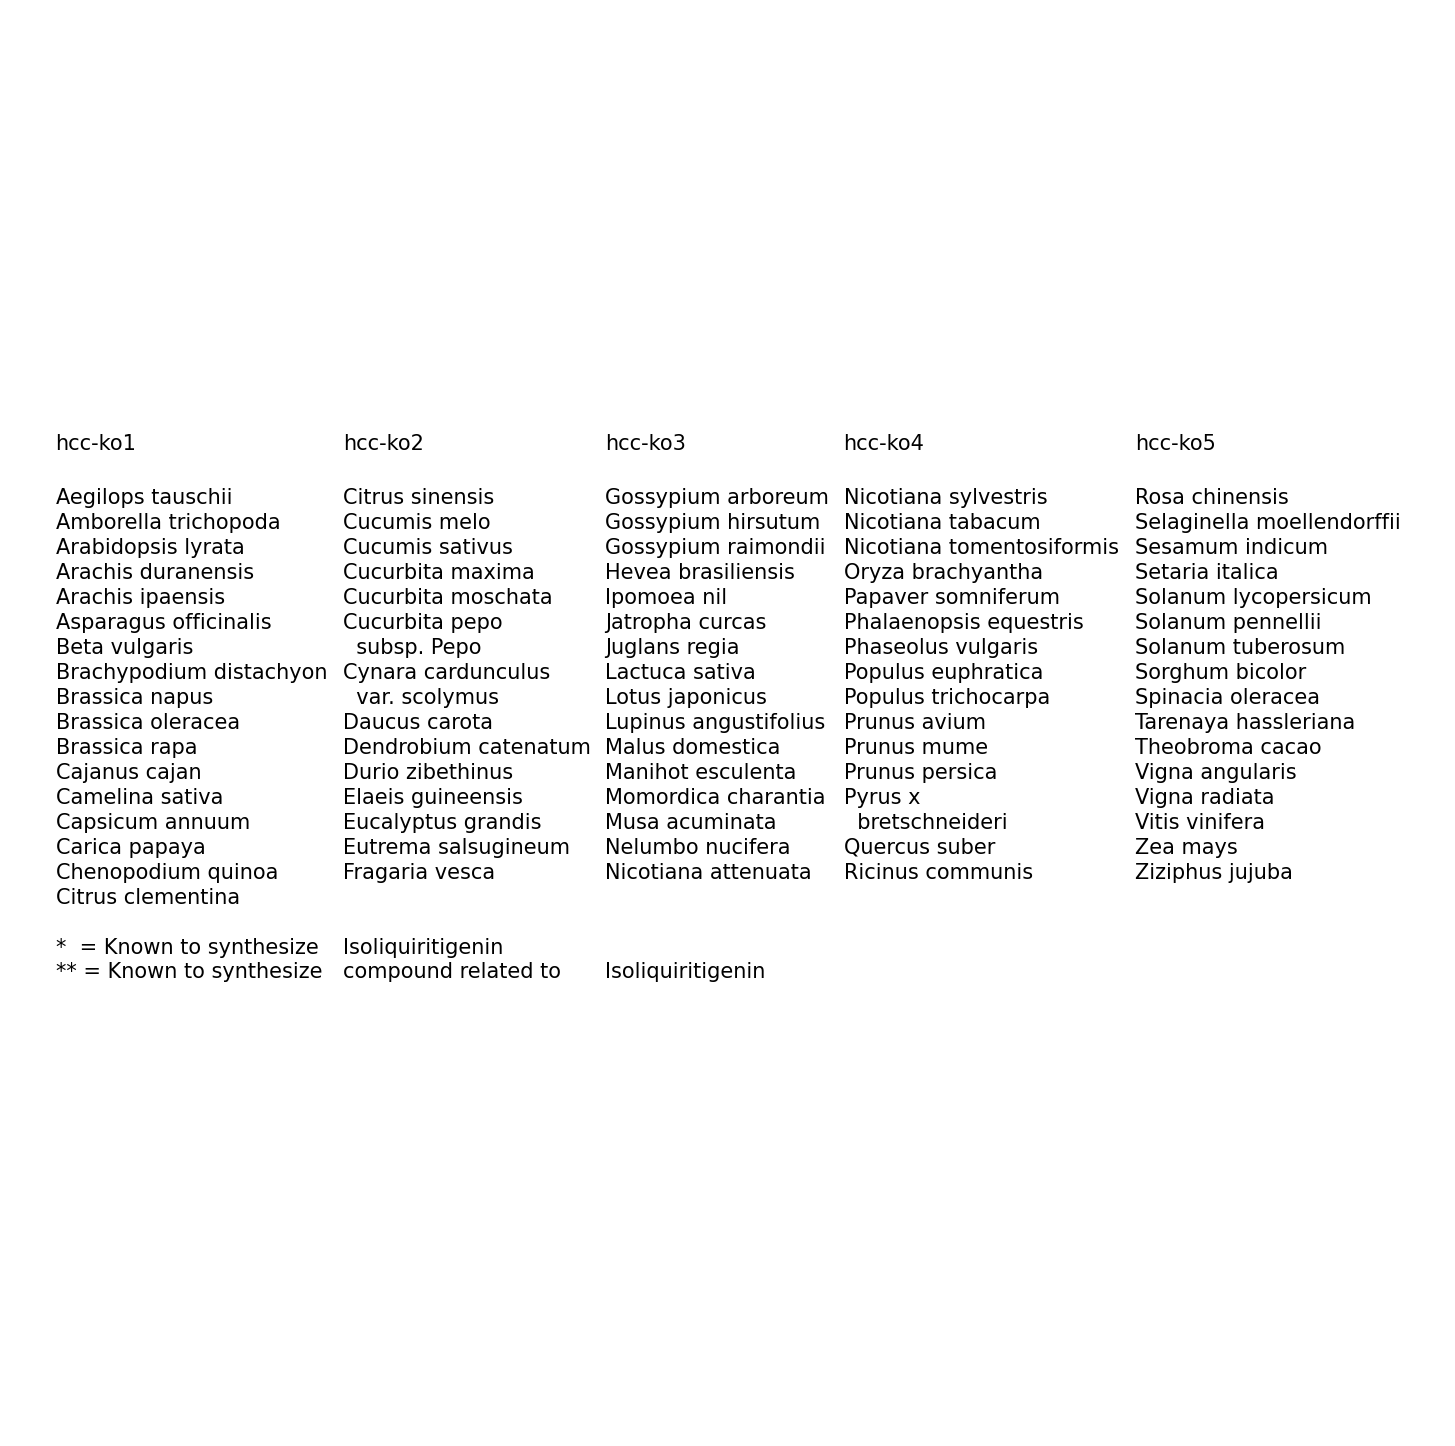 hcc-ko1 hcc-ko2 hcc-ko3 hcc-ko4 hcc-ko5
Aegilops tauschii Citrus sinensis Gossypium arboreum Nicotiana sylvestris Rosa chinensis
Amborella trichopoda Cucumis melo Gossypium hirsutum Nicotiana tabacum Selaginella moellendorffii
Arabidopsis lyrata Cucumis sativus Gossypium raimondii Nicotiana tomentosiformis Sesamum indicum
Arachis duranensis Cucurbita maxima Hevea brasiliensis Oryza brachyantha Setaria italica
Arachis ipaensis Cucurbita moschata Ipomoea nil Papaver somniferum Solanum lycopersicum
Asparagus officinalis Cucurbita pepo Jatropha curcas Phalaenopsis equestris Solanum pennellii
Beta vulgaris subsp. Pepo Juglans regia Phaseolus vulgaris Solanum tuberosum
Brachypodium distachyon Cynara cardunculus Lactuca sativa Populus euphratica Sorghum bicolor
Brassica napus var. scolymus Lotus japonicus Populus trichocarpa Spinacia oleracea
Brassica oleracea Daucus carota Lupinus angustifolius Prunus avium Tarenaya hassleriana
Brassica rapa Dendrobium catenatum Malus domestica Prunus mume Theobroma cacao
Cajanus cajan Durio zibethinus Manihot esculenta Prunus persica Vigna angularis
Camelina sativa Elaeis guineensis Momordica charantia Pyrus x Vigna radiata
Capsicum annuum Eucalyptus grandis Musa acuminata bretschneideri Vitis vinifera
Carica papaya Eutrema salsugineum Nelumbo nucifera Quercus suber Zea mays
Chenopodium quinoa Fragaria vesca Nicotiana attenuata Ricinus communis Ziziphus jujuba
Citrus clementina
* = Known to synthesize Isoliquiritigenin
** = Known to synthesize compound related to Isoliquiritigenin